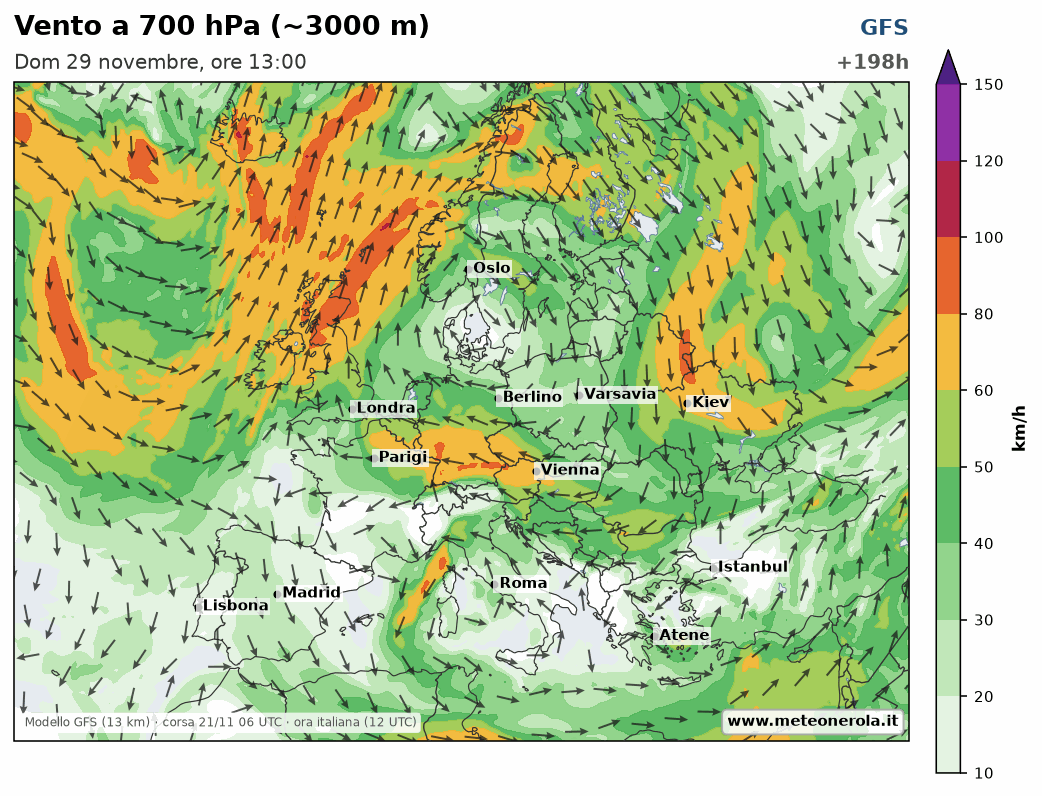 Vento a 700 hPa (~3000 m)
GFS
Dom 29 novembre, ore 13:00
+198h
150
120
100
80
60
50
40
30
20
10
km/h
Oslo
Berlino
Varsavia
Kiev
Londra
Parigi
Vienna
Istanbul
Roma
Madrid
Lisbona
Atene
Modello GFS (13 km) · corsa 21/11 06 UTC · ora italiana (12 UTC)
www.meteonerola.it